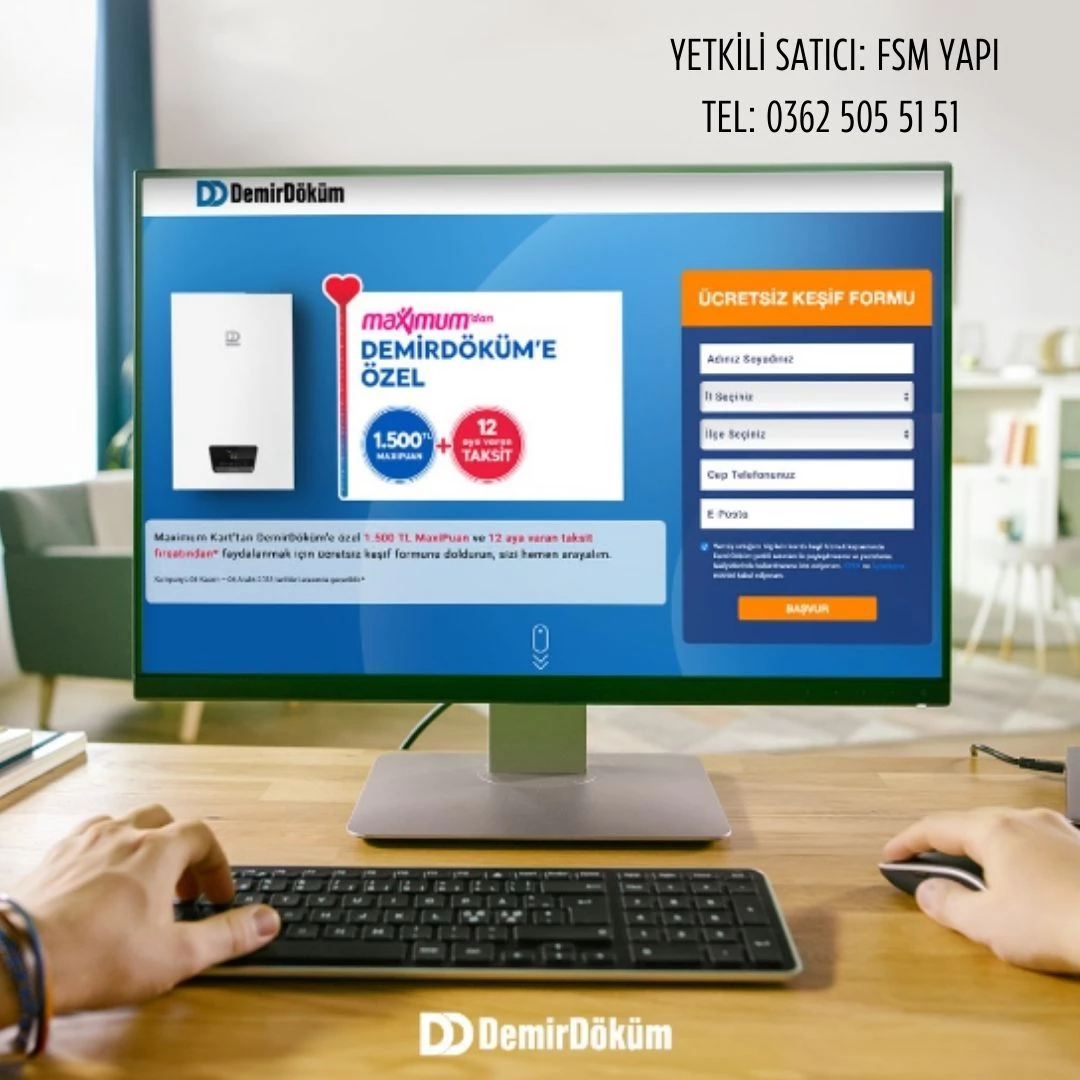 YETKİLİ SATICI: FSM YAPI
TEL: 0362 505 51 51
DemirDöküm
maximum'dan
DEMİRDÖKÜM'E
ÖZEL
1.500 TL
MAXIPUAN
+
12
aya varan
TAKSİT
Maximum Kart'tan DemirDöküm'e özel 1.500 TL MaxiPuan ve 12 aya varan taksit
fırsatından* faydalanmak için ücretsiz keşif formunu doldurun, sizi hemen arayalım.
ÜCRETSİZ KEŞİF FORMU
Adınız Soyadınız
İl Seçiniz
İlçe Seçiniz
Cep Telefonunuz
E-Posta
BAŞVUR
DemirDöküm